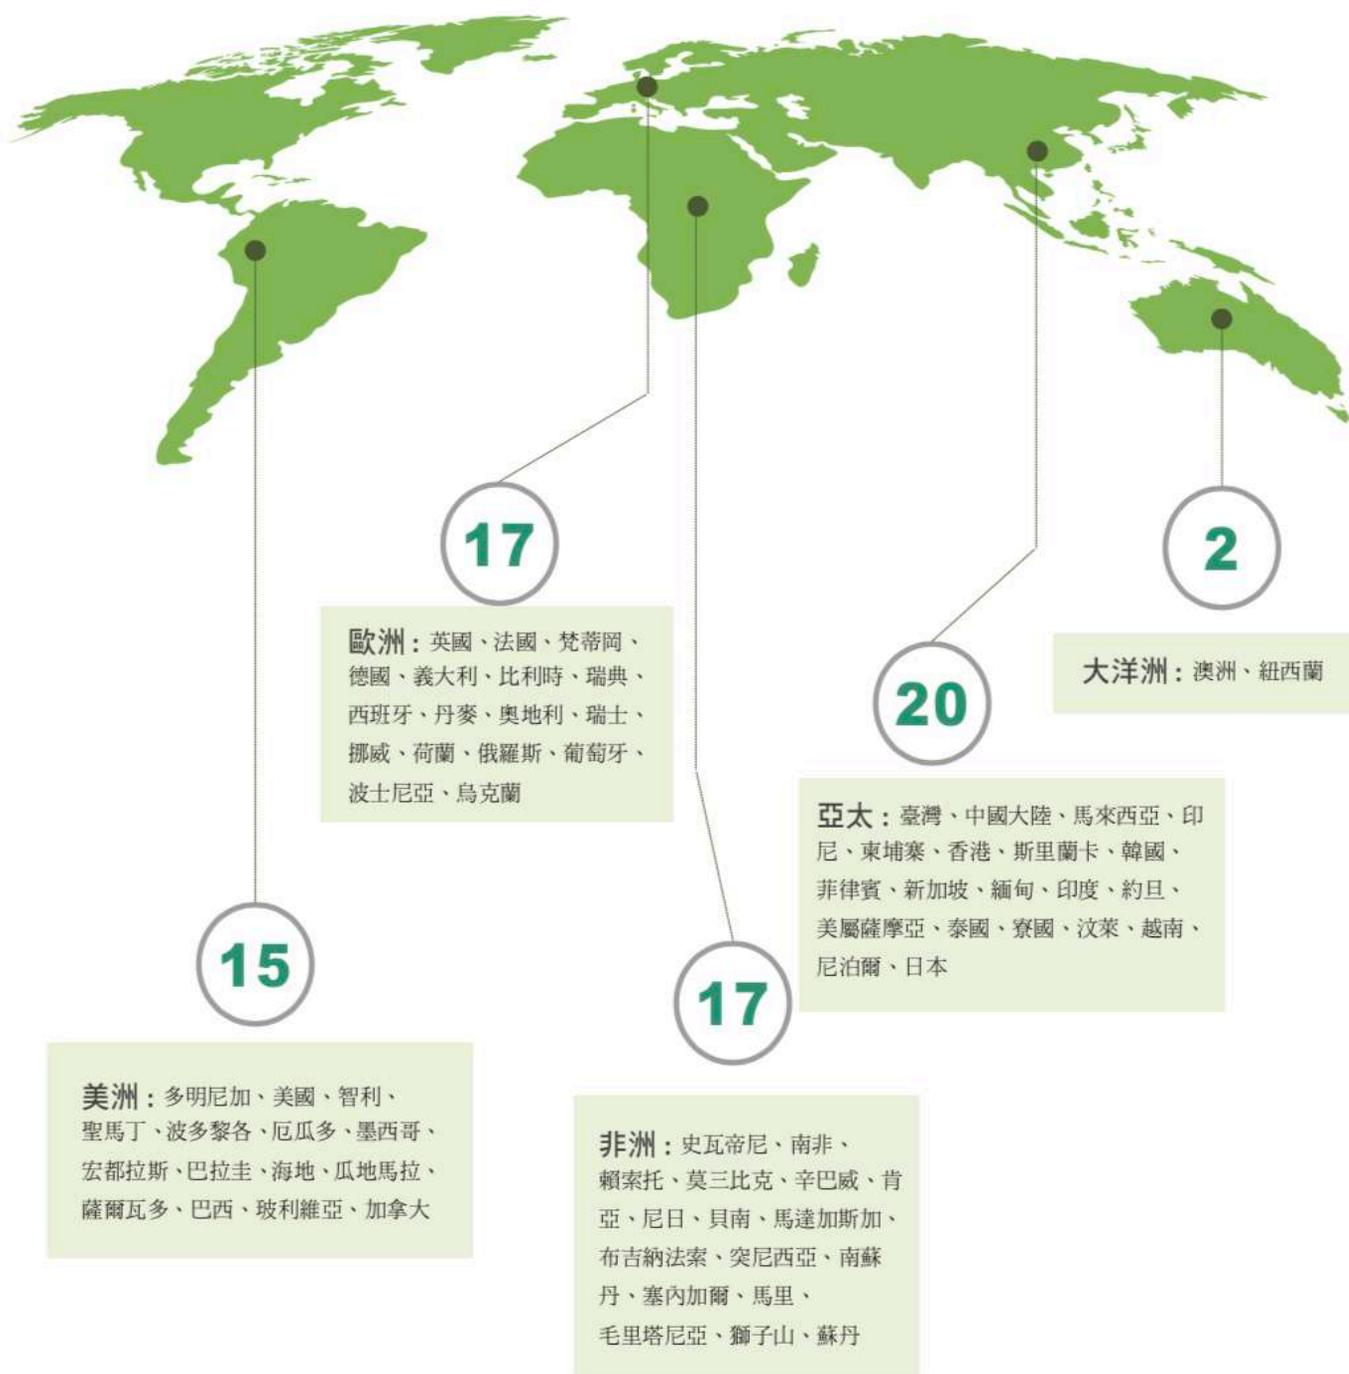 17
歐洲：英國、法國、梵蒂岡、
德國、義大利、比利時、瑞典、
西班牙、丹麥、奧地利、瑞士、
挪威、荷蘭、俄羅斯、葡萄牙、
波士尼亞、烏克蘭
2
大洋洲：澳洲、紐西蘭
20
亞太：臺灣、中國大陸、馬來西亞、印
尼、柬埔寨、香港、斯里蘭卡、韓國、
菲律賓、新加坡、緬甸、印度、約旦、
美屬薩摩亞、泰國、寮國、汶萊、越南、
尼泊爾、日本
15
美洲：多明尼加、美國、智利、
聖馬丁、波多黎各、厄瓜多、墨西哥、
宏都拉斯、巴拉圭、海地、瓜地馬拉、
薩爾瓦多、巴西、玻利維亞、加拿大
17
非洲：史瓦帝尼、南非、
賴索托、莫三比克、辛巴威、肯
亞、尼日、貝南、馬達加斯加、
布吉納法索、突尼西亞、南蘇
丹、塞內加爾、馬里、
毛里塔尼亞、獅子山、蘇丹